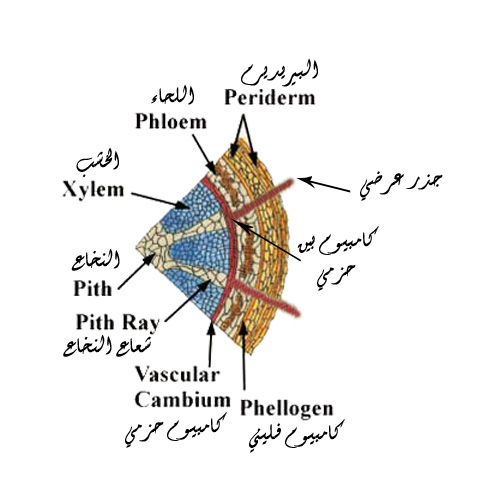 البيريديرم
Periderm
اللحاء
Phloem
الخشب
Xylem
جذر عرضي
كامبيوم بين
حزمي
النخاع
Pith
Pith Ray
شعاع النخاع
Vascular
Cambium
كامبيوم حزمي
Phellogen
كامبيوم فليني